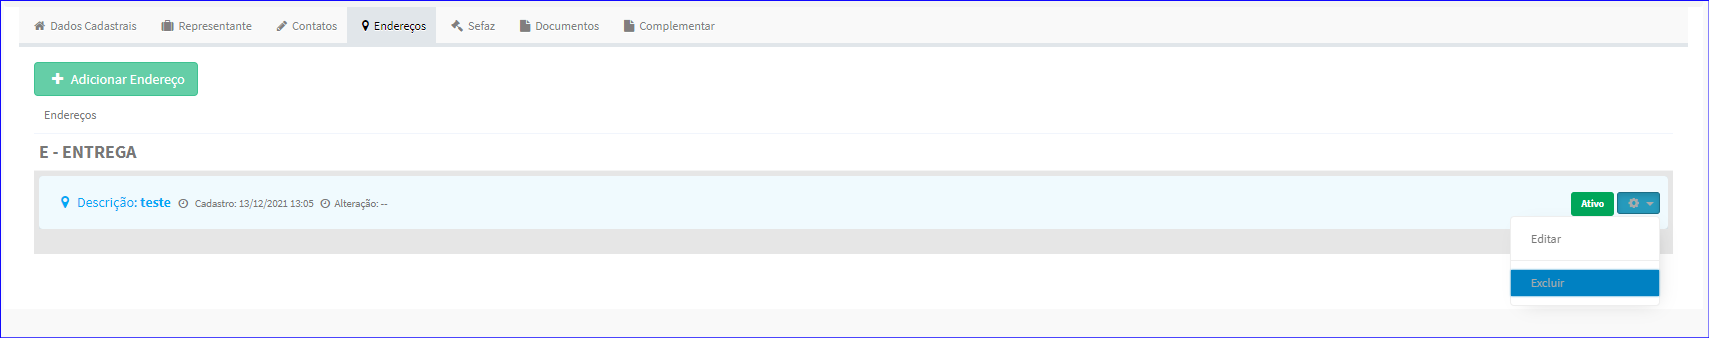 Dados Cadastrais Representante Contatos Endereços Sefaz Documentos Complementar
Adicionar Endereço
Endereços
E - ENTREGA
Descrição: teste Cadastro: 13/12/2021 13:05 Alteração: -- Ativo
Editar
Excluir